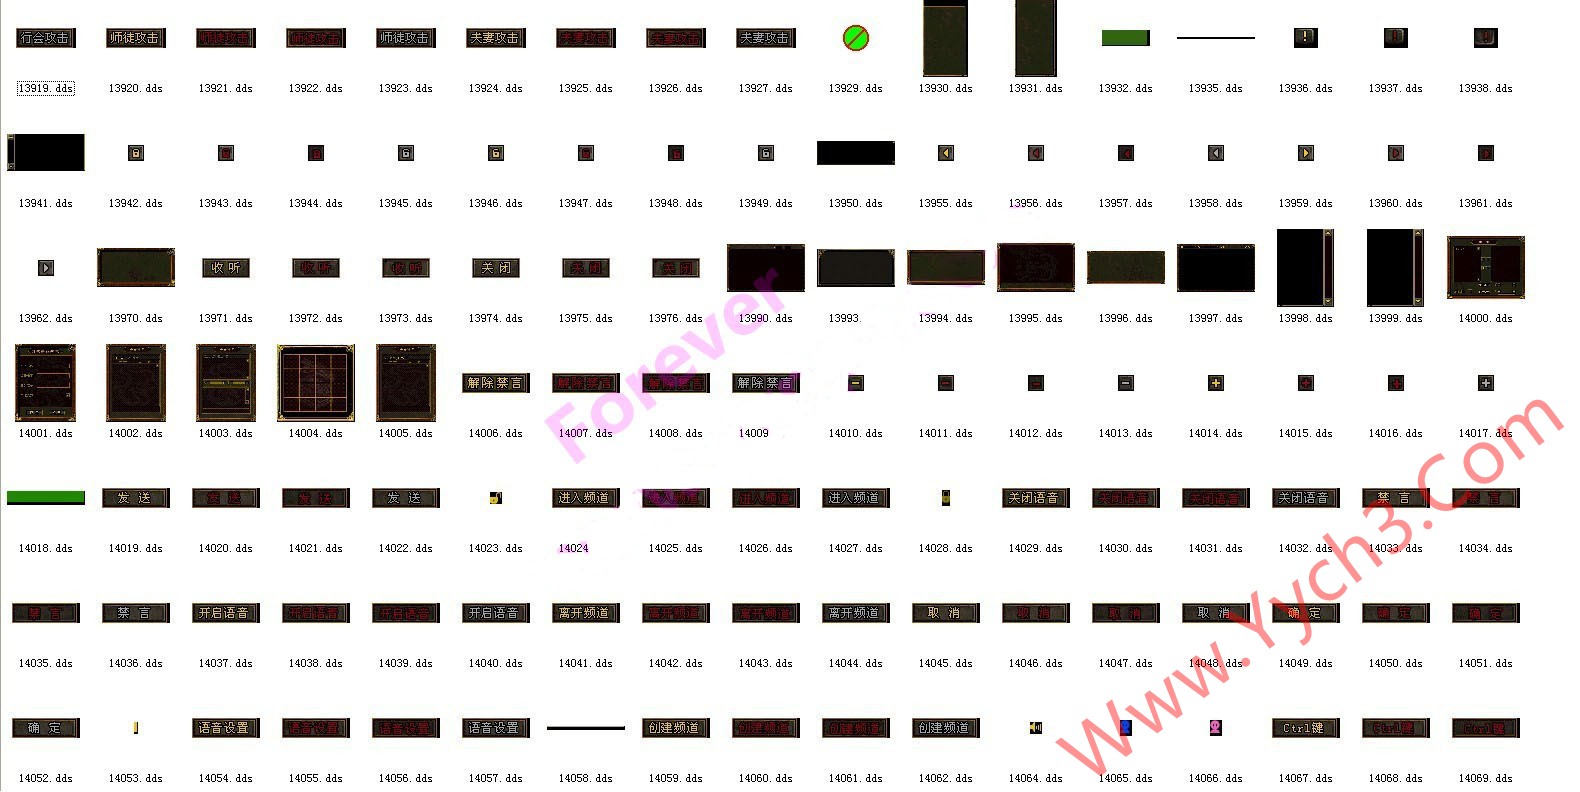 行会攻击 师徒攻击 师徒攻击 师徒攻击 师徒攻击 夫妻攻击 夫妻攻击 夫妻攻击 夫妻攻击
13919.dds 13920.dds 13921.dds 13922.dds 13923.dds 13924.dds 13925.dds 13926.dds 13927.dds 13929.dds 13930.dds 13931.dds 13932.dds 13935.dds 13936.dds 13937.dds 13938.dds
13941.dds 13942.dds 13943.dds 13944.dds 13945.dds 13946.dds 13947.dds 13948.dds 13949.dds 13950.dds 13955.dds 13956.dds 13957.dds 13958.dds 13959.dds 13960.dds 13961.dds
收听 收听 收听 关闭 关闭 关闭
13962.dds 13970.dds 13971.dds 13972.dds 13973.dds 13974.dds 13975.dds 13976.dds 13990.dds 13993. 13994.dds 13995.dds 13996.dds 13997.dds 13998.dds 13999.dds 14000.dds
Forever
解除禁言 解除禁言 解除禁言 解除禁言
14001.dds 14002.dds 14003.dds 14004.dds 14005.dds 14006.dds 14007.dds 14008.dds 14009 14010.dds 14011.dds 14012.dds 14013.dds 14014.dds 14015.dds 14016.dds 14017.dds
发送 发送 发送 发送 进入频道 进入频道 进入频道 进入频道 关闭语音 关闭语音 关闭语音 关闭语音 禁言 禁言
14018.dds 14019.dds 14020.dds 14021.dds 14022.dds 14023.dds 14024 14025.dds 14026.dds 14027.dds 14028.dds 14029.dds 14030.dds 14031.dds 14032.dds 14033.dds 14034.dds
禁言 禁言 开启语音 开启语音 开启语音 开启语音 离开频道 离开频道 离开频道 离开频道 取消 取消 取消 取消 确定 确定 确定
14035.dds 14036.dds 14037.dds 14038.dds 14039.dds 14040.dds 14041.dds 14042.dds 14043.dds 14044.dds 14045.dds 14046.dds 14047.dds 14048.dds 14049.dds 14050.dds 14051.dds
确定 语音设置 语音设置 语音设置 语音设置 创建频道 创建频道 创建频道 创建频道 Ctrl键 Ctrl键 Ctrl键
14052.dds 14053.dds 14054.dds 14055.dds 14056.dds 14057.dds 14058.dds 14059.dds 14060.dds 14061.dds 14062.dds 14064.dds 14065.dds 14066.dds 14067.dds 14068.dds 14069.dds
Www.Yych3.Com